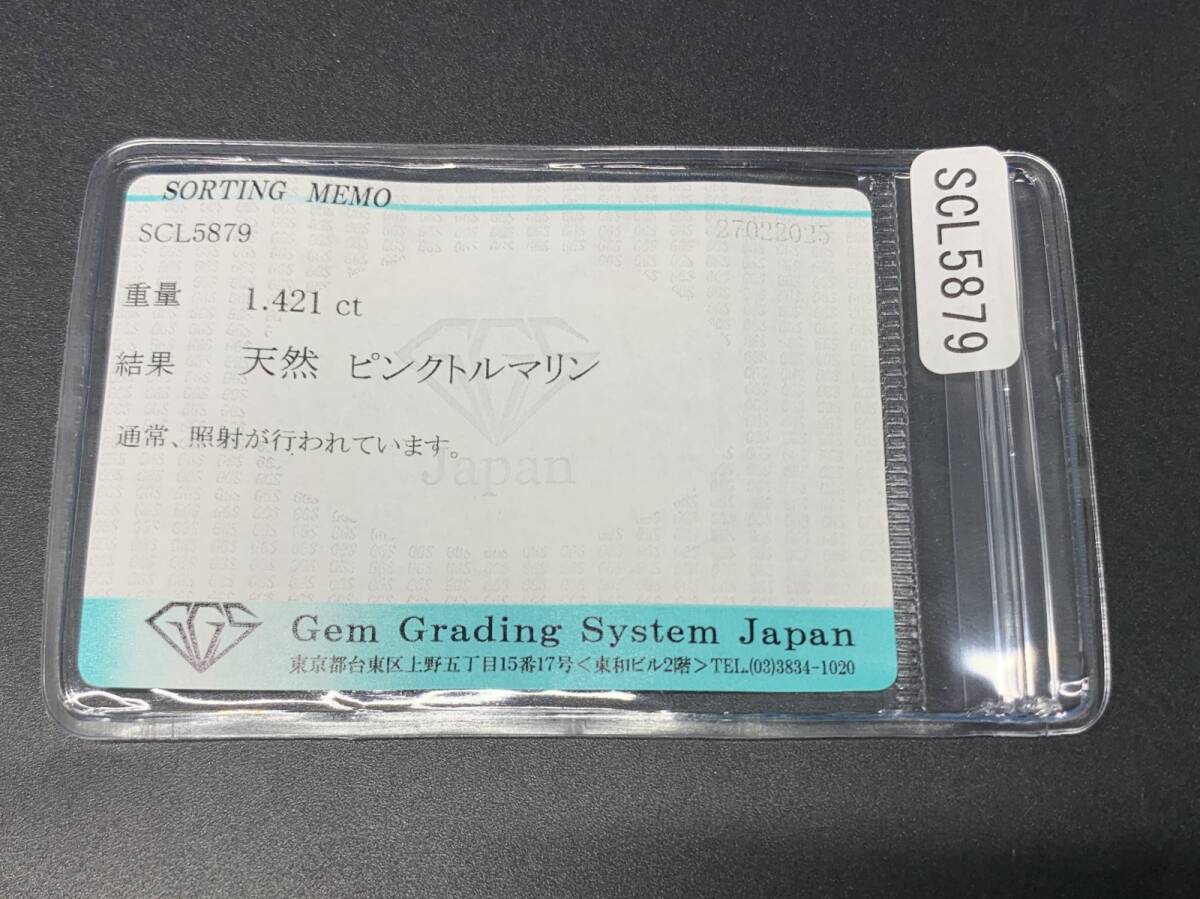 SORTING MEMO
SCL5879 27022025
重量 1.421 ct
結果 天然 ピンクトルマリン
通常、照射が行われています。
GGS
Japan
GGS Gem Grading System Japan
東京都台東区上野五丁目15番17号＜東和ビル2階＞TEL.(03)3834-1020
SCL5879